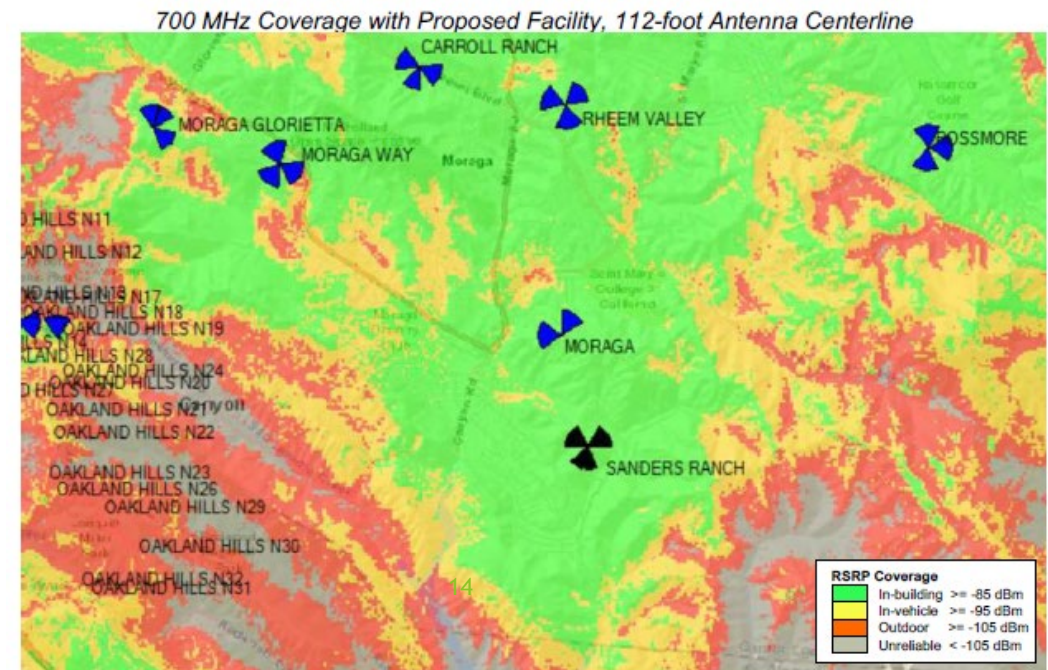 700 MHz Coverage with Proposed Facility, 112-foot Antenna Centerline
CARROLL RANCH
RHEEM VALLEY
MORAGA GLORIETTA
MORAGA WAY
Moraga
HILLS N11
HILLS N12
N17
OAKLAND HILLS N18
OAKLAND HILLS N19
N14
HILLS N28
OAKLAND HILLS N24
OAKLAND HILLS N20
OAKLAND HILLS N21
Canyon
OAKLAND HILLS N22
OAKLAND HILLS N23
OAKLAND HILLS N26
OAKLAND HILLS N29
OAKLAND HILLS N30
OAKLAND HILLS N32
OAKLAND HILLS N31
Canyon Rd
MORAGA
SANDERS RANCH
14
RSRP Coverage
In-building >= -85 dBm
In-vehicle >= -95 dBm
Outdoor >= -105 dBm
Unreliable < -105 dBm